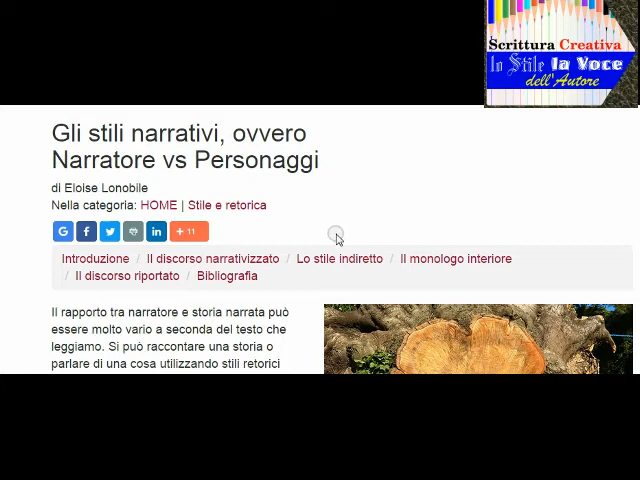 Scrittura Creativa
lo Stile la Voce
dell'Autore
Gli stili narrativi, ovvero
Narratore vs Personaggi
di Eloise Lonobile
Nella categoria: HOME | Stile e retorica
G f in + 11
Introduzione / Il discorso narrativizzato / Lo stile indiretto / Il monologo interiore
/ Il discorso riportato / Bibliografia
Il rapporto tra narratore e storia narrata può
essere molto vario a seconda del testo che
leggiamo. Si può raccontare una storia o
parlare di una cosa utilizzando stili retorici